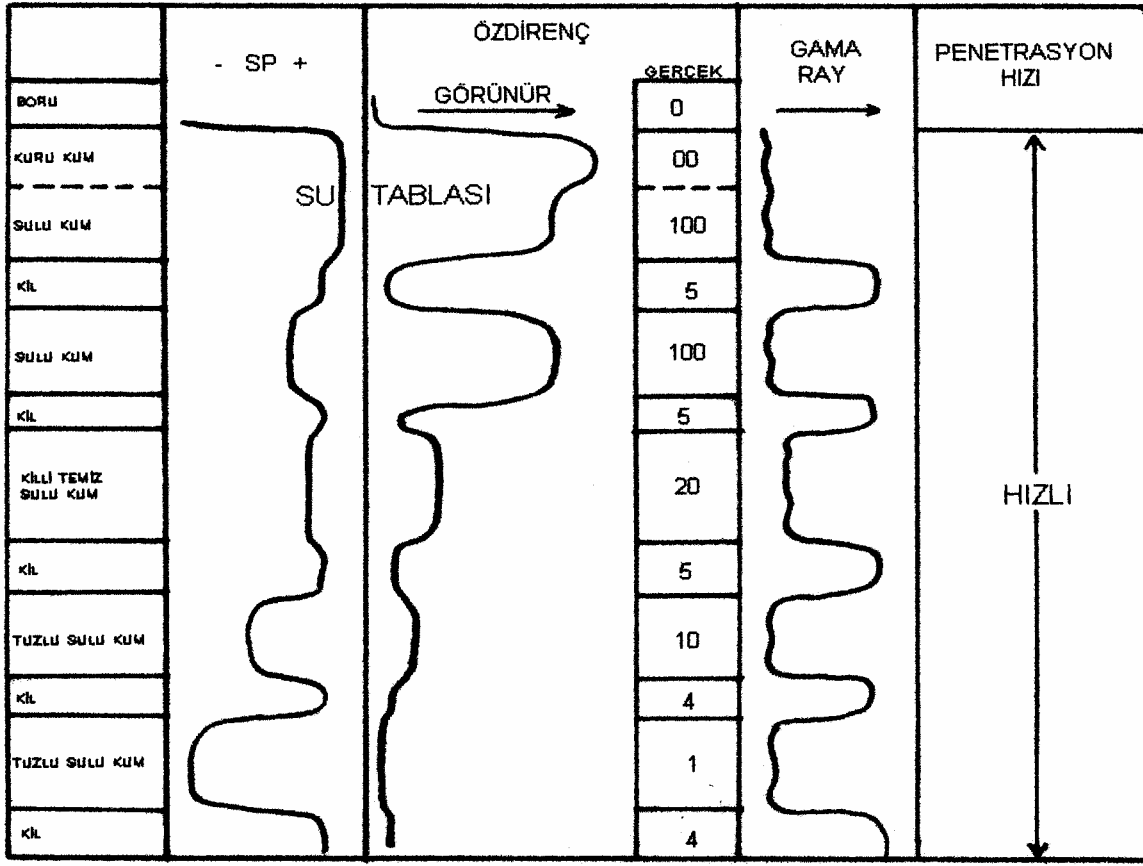 - SP +
ÖZDİRENÇ
GÖRÜNÜR
GERCEK
GAMA
RAY
PENETRASYON
HIZI
BORU
0
KURU KUM
00
SU TABLASI
SULU KUM
100
KİL
5
SULU KUM
100
KİL
5
KİLLİ TEMİZ
SULU KUM
20
HIZLI
KİL
5
TUZLU SULU KUM
10
KİL
4
TUZLU SULU KUM
1
KİL
4